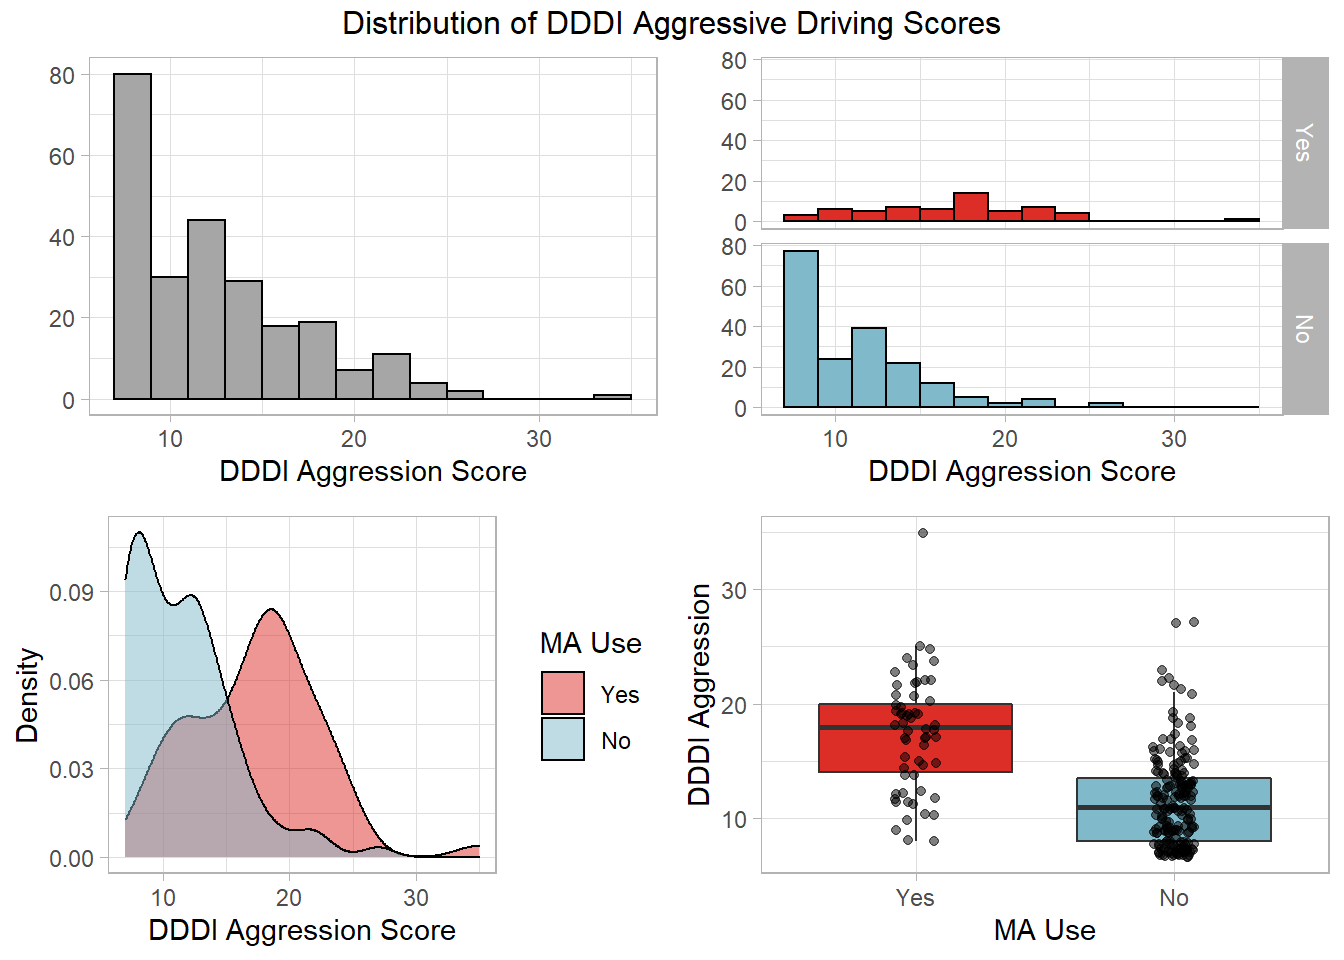 Distribution of DDDI Aggressive Driving Scores
80
60
40
20
0
10 20 30
DDDI Aggression Score
80
60
40
20
0
Yes
80
60
40
20
0
No
10 20 30
DDDI Aggression Score
Density
0.09
0.06
0.03
0.00
10 20 30
DDDI Aggression Score
MA Use
Yes
No
DDDI Aggression
30
20
10
Yes No
MA Use